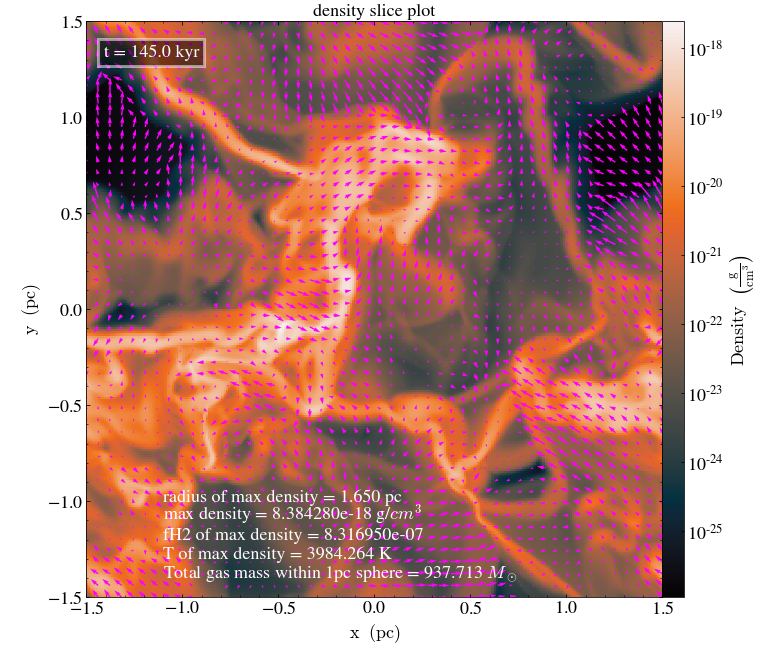 density slice plot
t = 145.0 kyr
1.5
1.0
0.5
0.0
−0.5
−1.0
−1.5
y (pc)
−1.5 −1.0 −0.5 0.0 0.5 1.0 1.5
x (pc)
radius of max density = 1.650 pc
max density = 8.384280e-18 g/cm³
fH2 of max density = 8.316950e-07
T of max density = 3984.264 K
Total gas mass within 1pc sphere = 937.713 M⊙
10⁻¹⁸
10⁻¹⁹
10⁻²⁰
10⁻²¹
10⁻²²
10⁻²³
10⁻²⁴
10⁻²⁵
Density (g/cm³)